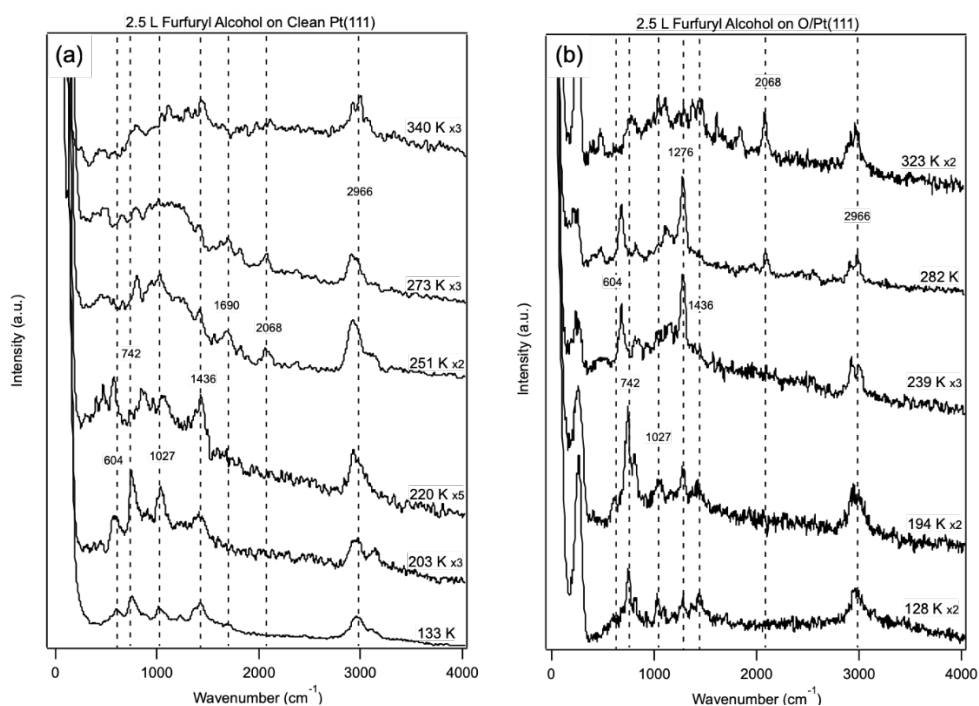 2.5 L Furfuryl Alcohol on Clean Pt(111)
(a)
340 K x3
2966
273 K x3
1690
2068
742
251 K x2
1436
604
1027
220 K x5
203 K x3
133 K
Intensity (a.u.)
0
1000
2000
3000
4000
Wavenumber (cm-1)
2.5 L Furfuryl Alcohol on O/Pt(111)
(b)
2068
1276
323 K x2
2966
604
282 K
1436
742
239 K x3
1027
194 K x2
128 K x2
Intensity (a.u.)
0
1000
2000
3000
4000
Wavenumber (cm-1)